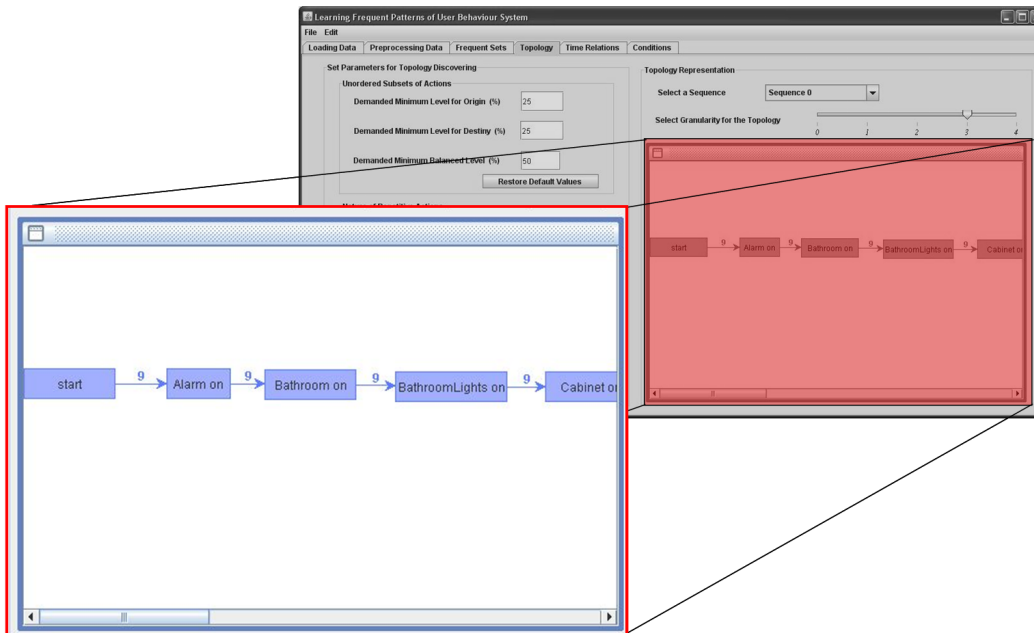 Learning Frequent Patterns of User Behaviour System
File Edit
Loading Data Preprocessing Data Frequent Sets Topology Time Relations Conditions
Set Parameters for Topology Discovering
Unordered Subsets of Actions
Demanded Minimum Level for Origin (%) 25
Demanded Minimum Level for Destiny (%) 25
Demanded Minimum Balanced Level (%) 50
Restore Default Values
Topology Representation
Select a Sequence Sequence 0
Select Granularity for the Topology
0 1 2 3 4
start 9 Alarm on 9 Bathroom on 9 BathroomLights on 9 Cabinet on
start 9 Alarm on 9 Bathroom on 9 BathroomLights on 9 Cabinet on